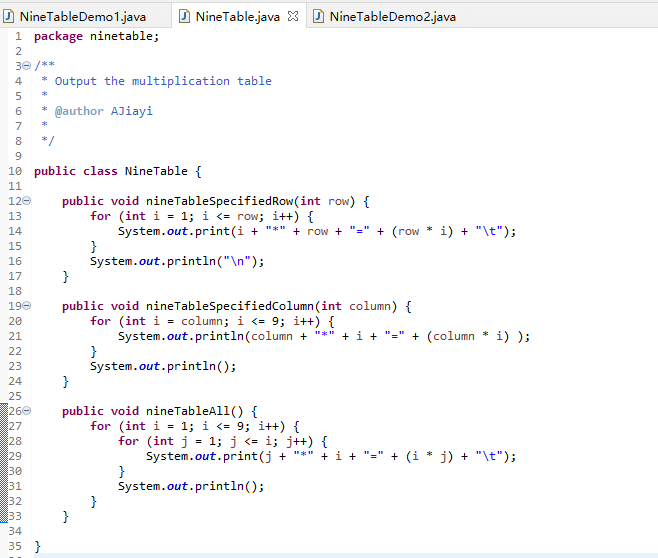 NineTableDemo1.java NineTable.java NineTableDemo2.java
1 package ninetable;
2
3 /**
4 * Output the multiplication table
5 *
6 * @author AJiayi
7 *
8 */
9
10 public class NineTable {
11
12 public void nineTableSpecifiedRow(int row) {
13 for (int i = 1; i <= row; i++) {
14 System.out.print(i + "*" + row + "=" + (row * i) + "\t");
15 }
16 System.out.println("\n");
17 }
18
19 public void nineTableSpecifiedColumn(int column) {
20 for (int i = column; i <= 9; i++) {
21 System.out.println(column + "*" + i + "=" + (column * i) );
22 }
23 System.out.println();
24 }
25
26 public void nineTableAll() {
27 for (int i = 1; i <= 9; i++) {
28 for (int j = 1; j <= i; j++) {
29 System.out.print(j + "*" + i + "=" + (i * j) + "\t");
30 }
31 System.out.println();
32 }
33 }
34
35 }